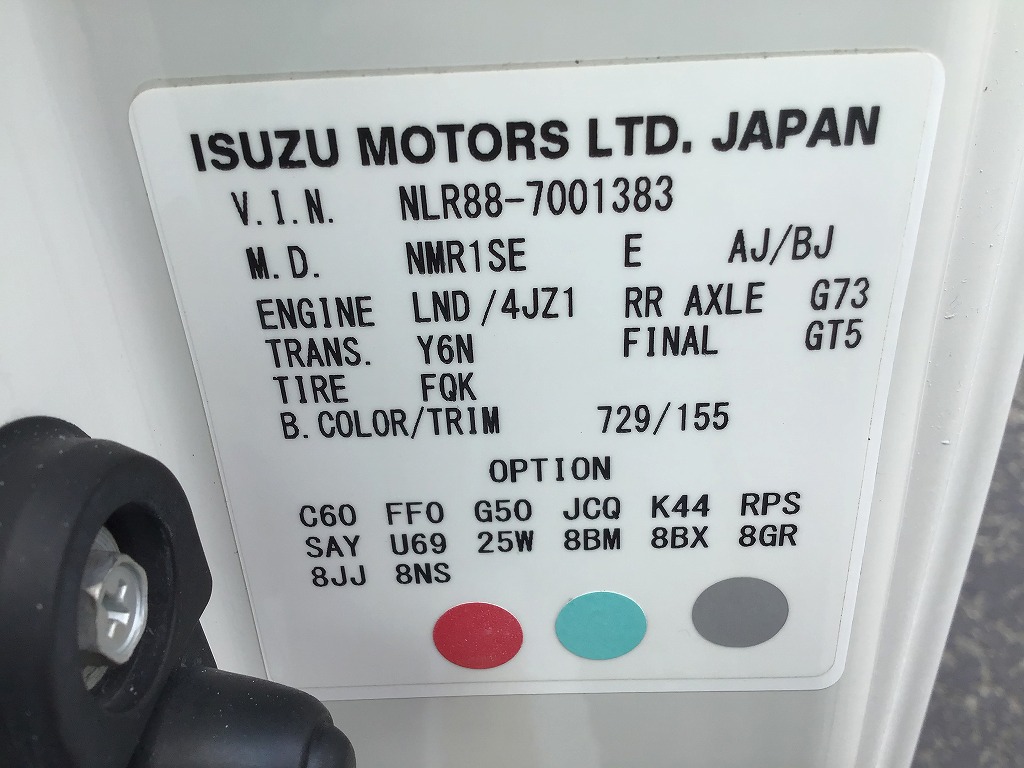 ISUZU MOTORS LTD. JAPAN
V.I.N. NLR88-7001383
M.D. NMR1SE E AJ/BJ
ENGINE LND /4JZ1 RR AXLE G73
TRANS. Y6N FINAL GT5
TIRE FQK
B.COLOR/TRIM 729/155
OPTION
C60 FF0 G50 JCQ K44 RPS
SAY U69 25W 8BM 8BX 8GR
8JJ 8NS